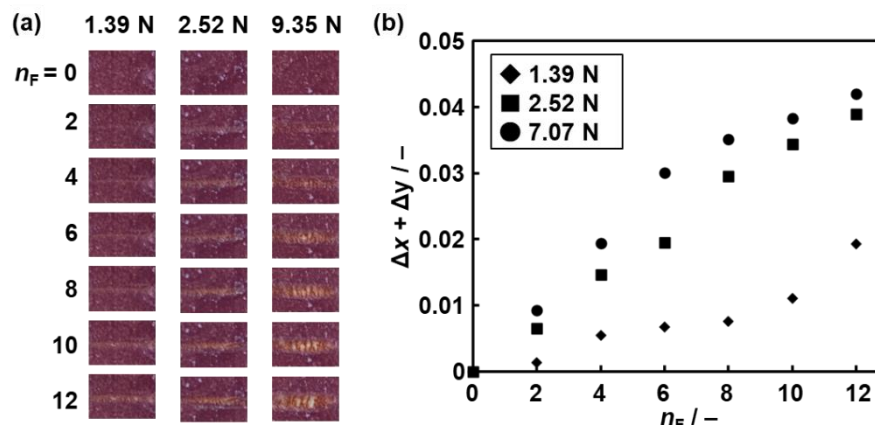 (a)
1.39 N 2.52 N 9.35 N
n_F = 0
2
4
6
8
10
12
(b)
Δx + Δy / –
0.05
0.04
0.03
0.02
0.01
0
1.39 N
2.52 N
7.07 N
0 2 4 6 8 10 12
n_F / –